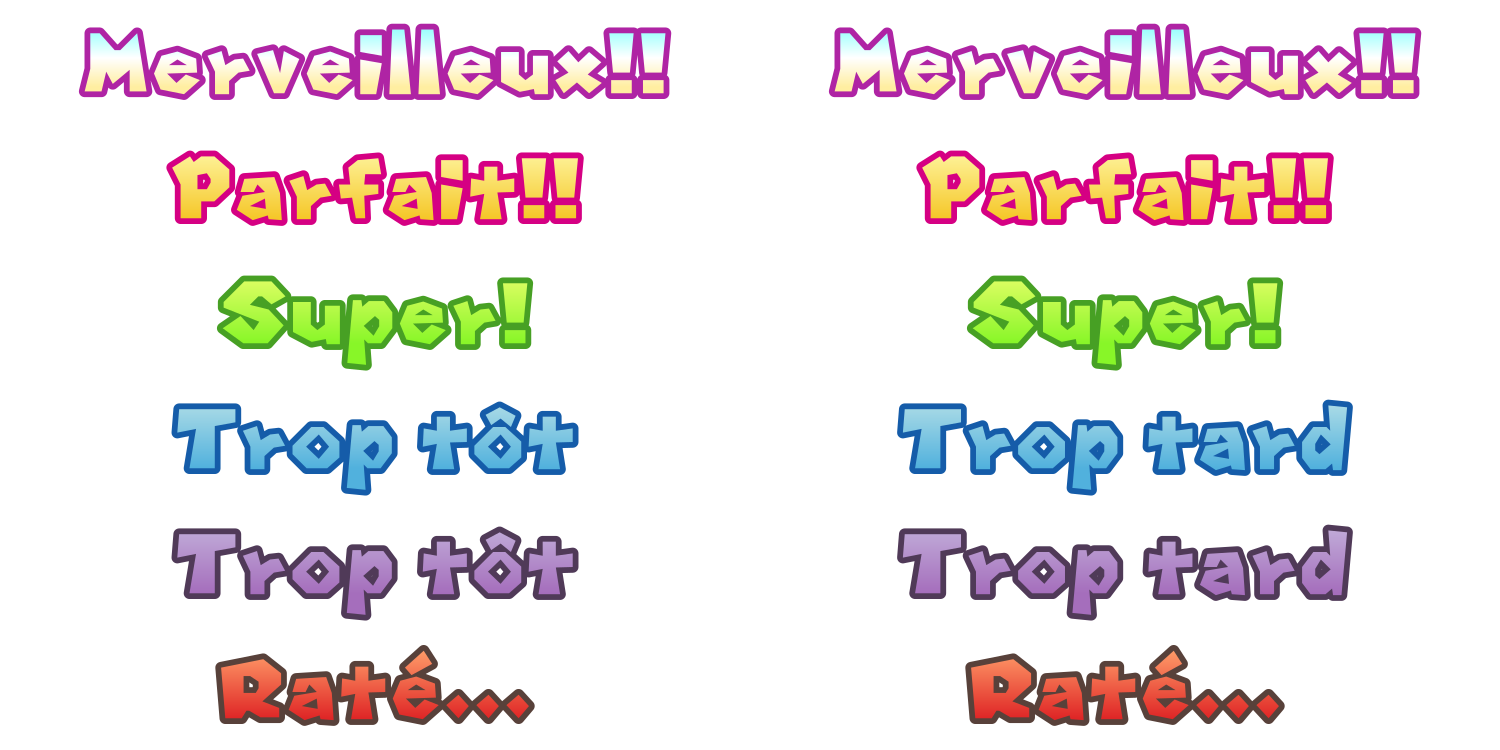 Merveilleux!! Merveilleux!!
Parfait!! Parfait!!
Super! Super!
Trop tôt Trop tard
Trop tôt Trop tard
Raté... Raté...